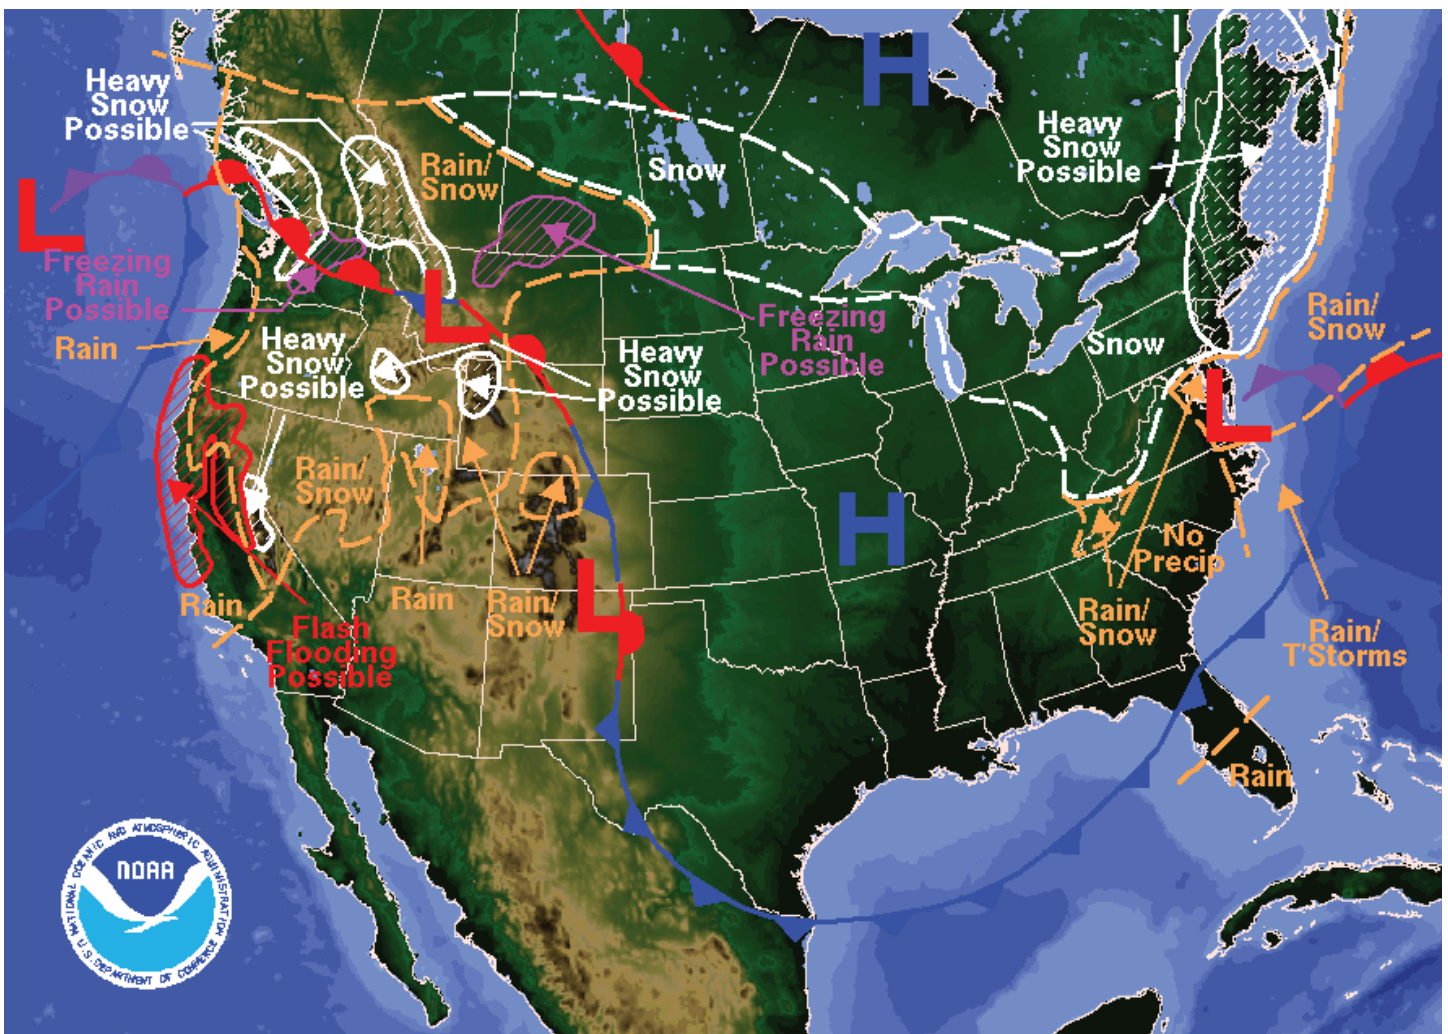 H
Heavy
Snow
Possible
Heavy
Snow
Possible
Rain/
Snow
Snow
L
Freezing
Rain
Possible
L
Rain/
Snow
Rain
Heavy
Snow
Possible
Heavy
Snow
Possible
Freezing
Rain
Possible
Snow
L
Rain/
Snow
H
No
Precip
Rain
Rain
Rain/
Snow
L
Rain/
Snow
Rain/
T'Storms
Flash
Flooding
Possible
Rain
NOAA
NATIONAL OCEANIC AND ATMOSPHERIC ADMINISTRATION
U.S. DEPARTMENT OF COMMERCE